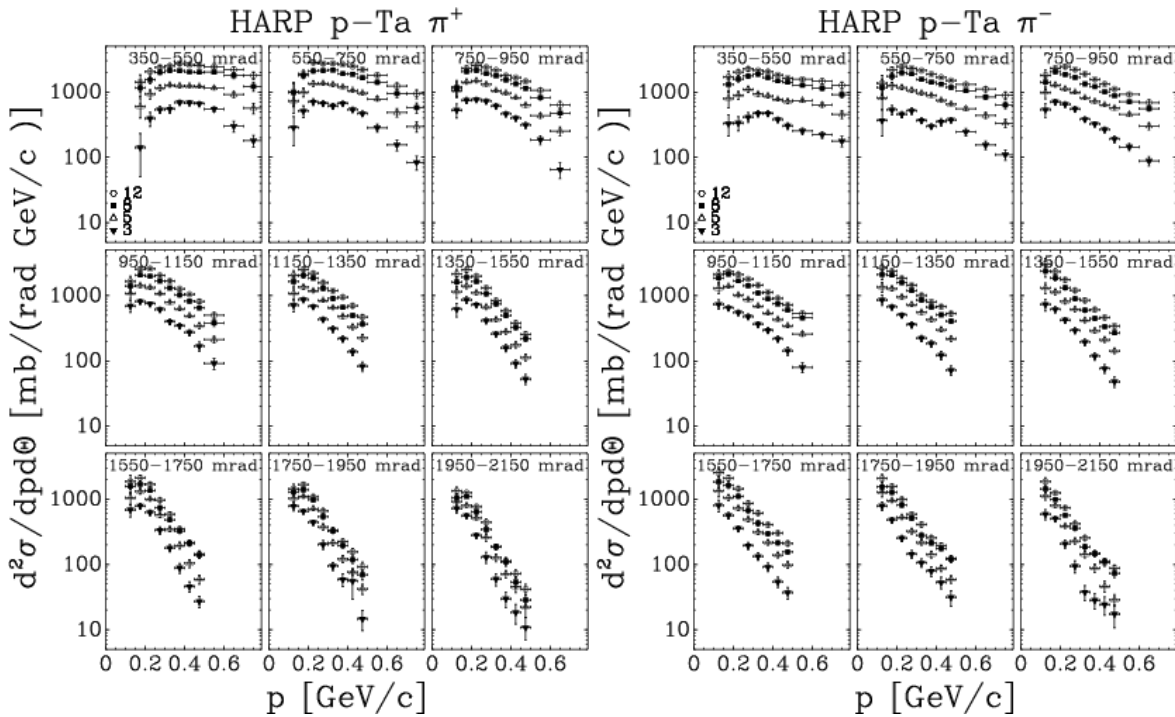 HARP p−Ta π⁺
HARP p−Ta π⁻
d²σ/dpdΘ [mb/(rad GeV/c )]
350−550 mrad
550−750 mrad
750−950 mrad
1000
100
10
12
8
5
3
950−1150 mrad
1150−1350 mrad
1350−1550 mrad
1000
100
10
1550−1750 mrad
1750−1950 mrad
1950−2150 mrad
1000
100
10
0 0.2 0.4 0.6 0 0.2 0.4 0.6 0 0.2 0.4 0.6
p [GeV/c]
d²σ/dpdΘ [mb/(rad GeV/c )]
350−550 mrad
550−750 mrad
750−950 mrad
1000
100
10
12
8
5
3
950−1150 mrad
1150−1350 mrad
1350−1550 mrad
1000
100
10
1550−1750 mrad
1750−1950 mrad
1950−2150 mrad
1000
100
10
0 0.2 0.4 0.6 0 0.2 0.4 0.6 0 0.2 0.4 0.6
p [GeV/c]